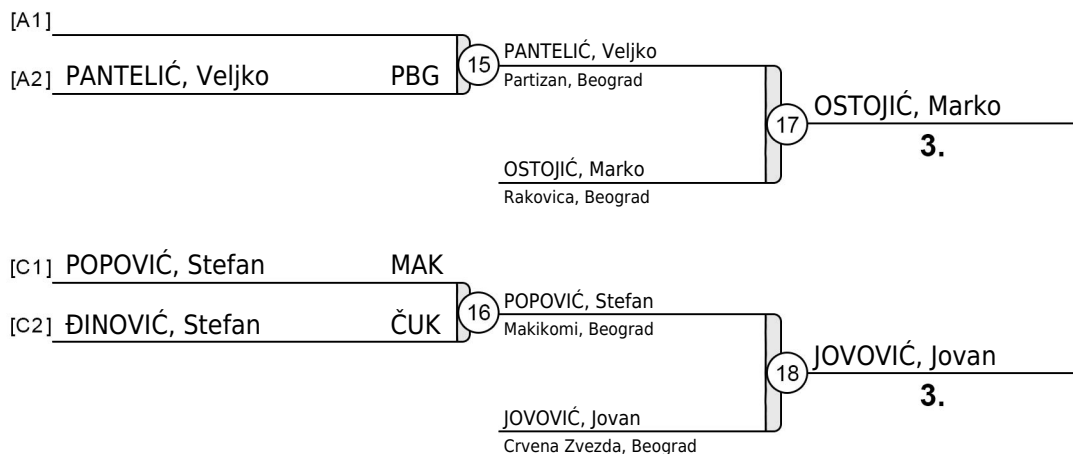 [A1]
[A2] PANTELIĆ, Veljko PBG
15
PANTELIĆ, Veljko
Partizan, Beograd
17
OSTOJIĆ, Marko
3.
OSTOJIĆ, Marko
Rakovica, Beograd
[C1] POPOVIĆ, Stefan MAK
[C2] ĐINOVIĆ, Stefan ČUK
16
POPOVIĆ, Stefan
Makikomi, Beograd
18
JOVOVIĆ, Jovan
3.
JOVOVIĆ, Jovan
Crvena Zvezda, Beograd